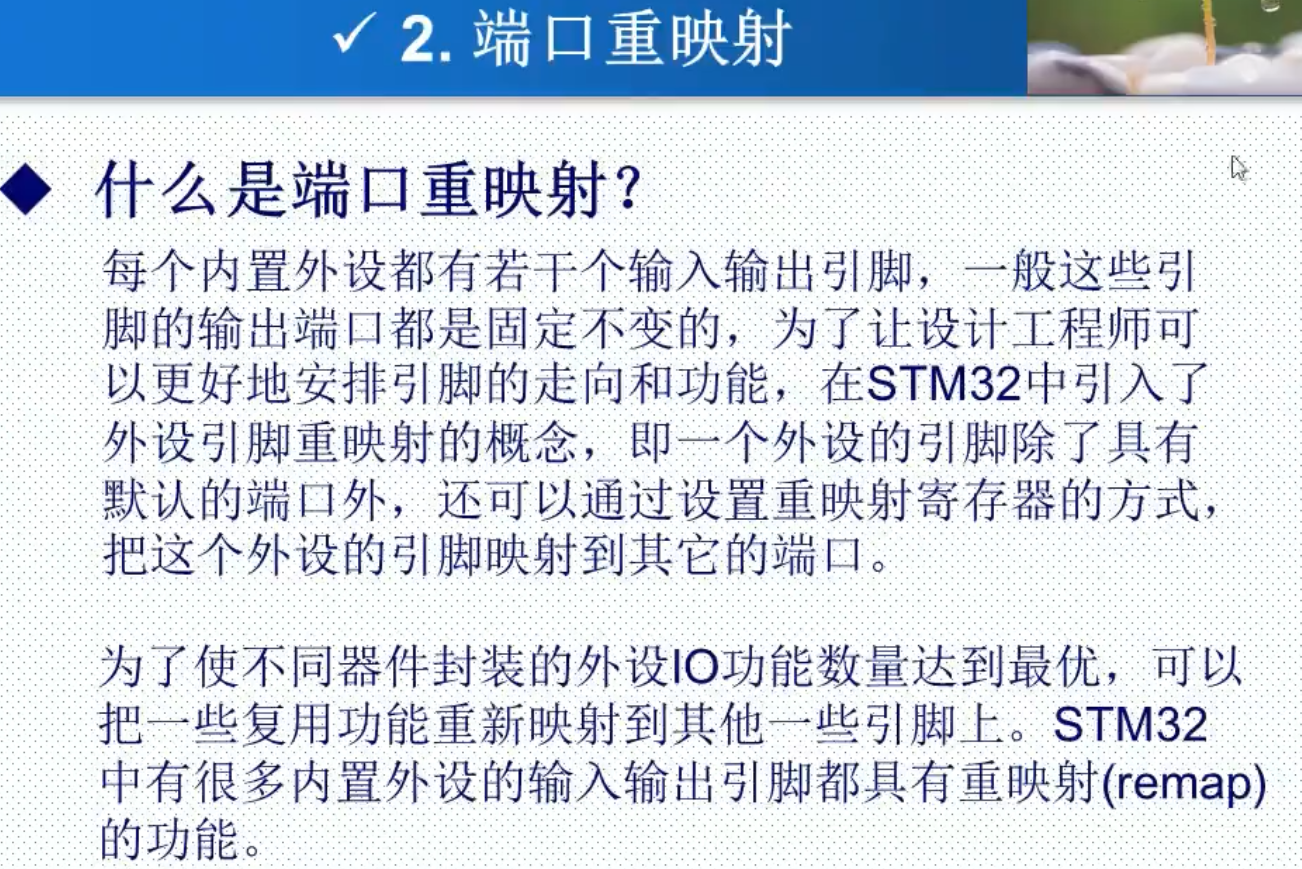 ✓ 2. 端口重映射
◆ 什么是端口重映射？
每个内置外设都有若干个输入输出引脚，一般这些引
脚的输出端口都是固定不变的，为了让设计工程师可
以更好地安排引脚的走向和功能，在STM32中引入了
外设引脚重映射的概念，即一个外设的引脚除了具有
默认的端口外，还可以通过设置重映射寄存器的方式，
把这个外设的引脚映射到其它的端口。
为了使不同器件封装的外设IO功能数量达到最优，可以
把一些复用功能重新映射到其他一些引脚上。STM32
中有很多内置外设的输入输出引脚都具有重映射(remap)
的功能。